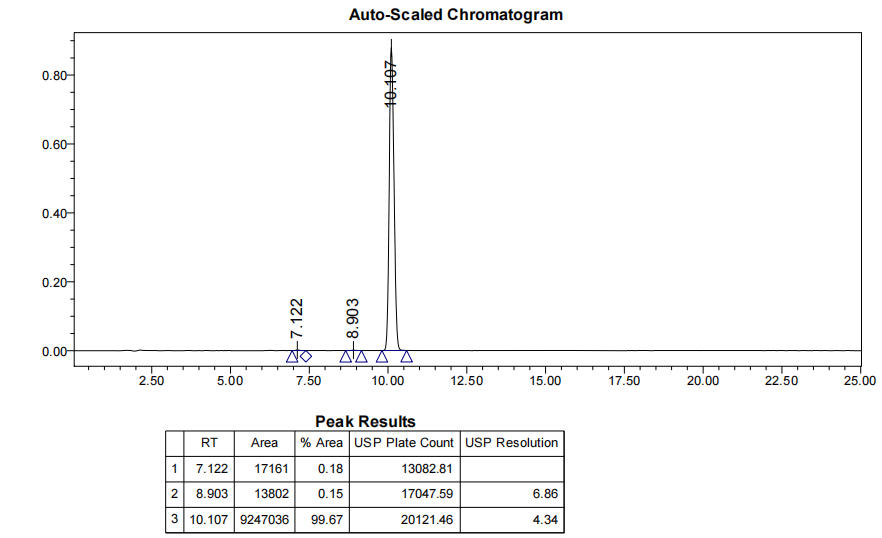 Auto-Scaled Chromatogram
0.80
0.60
0.40
0.20
0.00
7.122
8.903
10.107
2.50 5.00 7.50 10.00 12.50 15.00 17.50 20.00 22.50 25.00
Peak Results
RT Area % Area USP Plate Count USP Resolution
1 7.122 17161 0.18 13082.81
2 8.903 13802 0.15 17047.59 6.86
3 10.107 9247036 99.67 20121.46 4.34